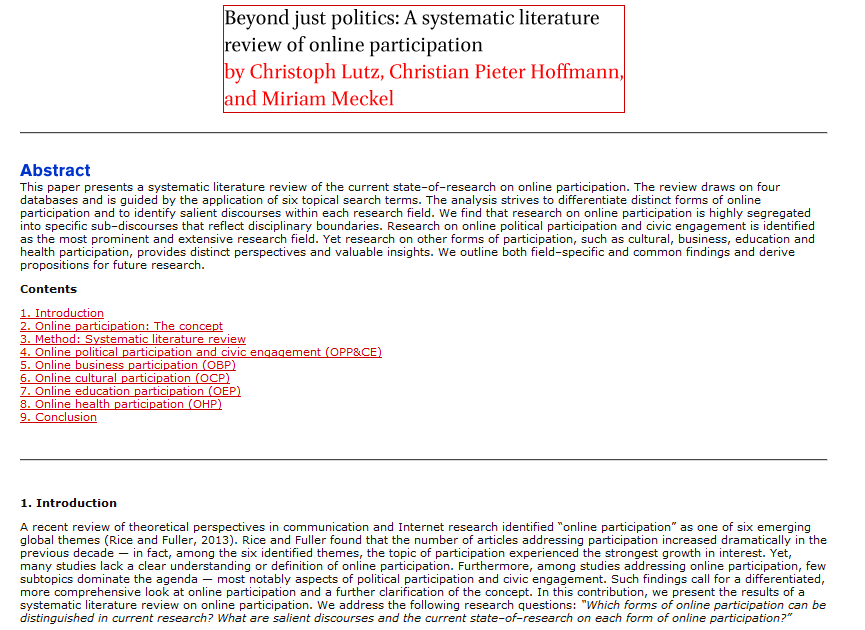 Beyond just politics: A systematic literature
review of online participation
by Christoph Lutz, Christian Pieter Hoffmann,
and Miriam Meckel
Abstract
This paper presents a systematic literature review of the current state–of–research on online participation. The review draws on four
databases and is guided by the application of six topical search terms. The analysis strives to differentiate distinct forms of online
participation and to identify salient discourses within each research field. We find that research on online participation is highly segregated
into specific sub–discourses that reflect disciplinary boundaries. Research on online political participation and civic engagement is identified
as the most prominent and extensive research field. Yet research on other forms of participation, such as cultural, business, education and
health participation, provides distinct perspectives and valuable insights. We outline both field–specific and common findings and derive
propositions for future research.
Contents
1. Introduction
2. Online participation: The concept
3. Method: Systematic literature review
4. Online political participation and civic engagement (OPP&CE)
5. Online business participation (OBP)
6. Online cultural participation (OCP)
7. Online education participation (OEP)
8. Online health participation (OHP)
9. Conclusion
1. Introduction
A recent review of theoretical perspectives in communication and Internet research identified “online participation” as one of six emerging
global themes (Rice and Fuller, 2013). Rice and Fuller found that the number of articles addressing participation increased dramatically in the
previous decade — in fact, among the six identified themes, the topic of participation experienced the strongest growth in interest. Yet,
many studies lack a clear understanding or definition of online participation. Furthermore, among studies addressing online participation, few
subtopics dominate the agenda — most notably aspects of political participation and civic engagement. Such findings call for a differentiated,
more comprehensive look at online participation and a further clarification of the concept. In this contribution, we present the results of a
systematic literature review on online participation. We address the following research questions: “Which forms of online participation can be
distinguished in current research? What are salient discourses and the current state–of–research on each form of online participation?”